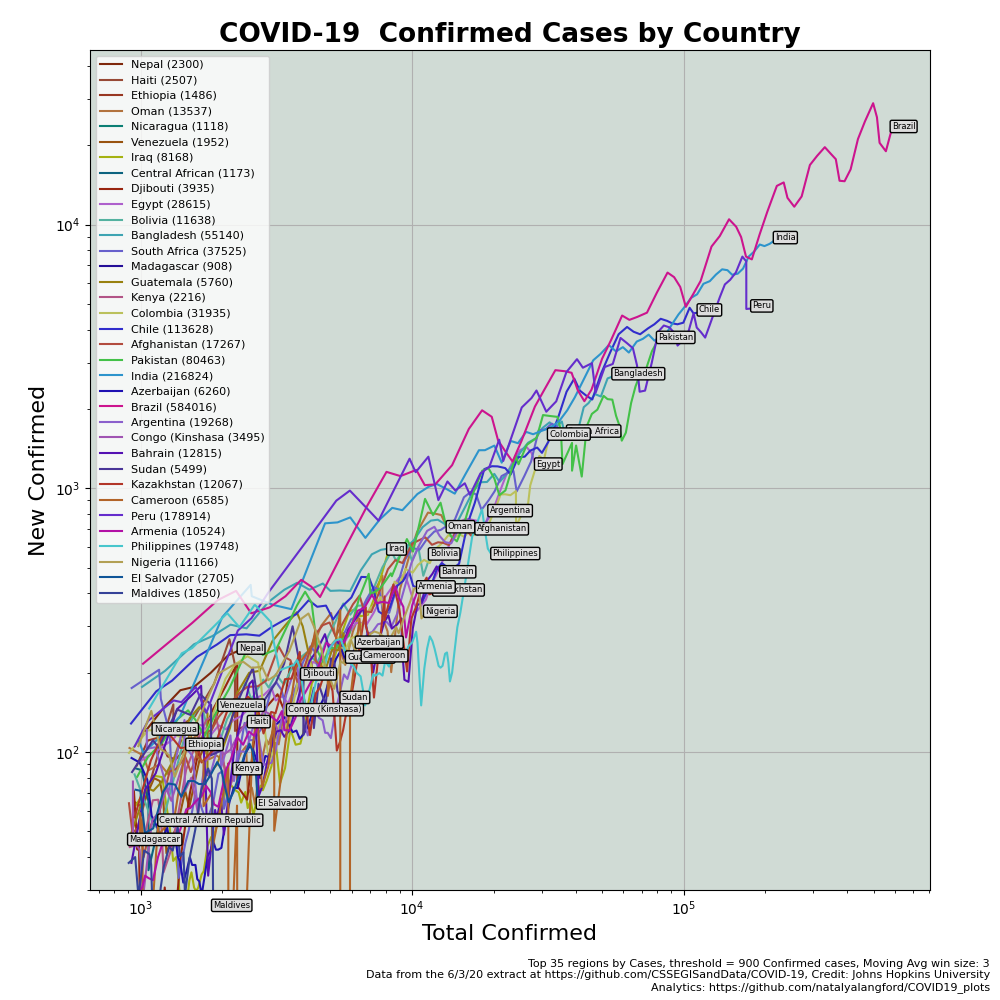 COVID-19  Confirmed Cases by Country
Nepal (2300)
Haiti (2507)
Ethiopia (1486)
Oman (13537)
Nicaragua (1118)
Venezuela (1952)
Iraq (8168)
Central African (1173)
Djibouti (3935)
Egypt (28615)
Bolivia (11638)
Bangladesh (55140)
South Africa (37525)
Madagascar (908)
Guatemala (5760)
Kenya (2216)
Colombia (31935)
Chile (113628)
Afghanistan (17267)
Pakistan (80463)
India (216824)
Azerbaijan (6260)
Brazil (584016)
Argentina (19268)
Congo (Kinshasa (3495)
Bahrain (12815)
Sudan (5499)
Kazakhstan (12067)
Cameroon (6585)
Peru (178914)
Armenia (10524)
Philippines (19748)
Nigeria (11166)
El Salvador (2705)
Maldives (1850)
Brazil
India
Peru
Chile
Pakistan
Bangladesh
Colombia
Africa
Egypt
Argentina
Oman
Afghanistan
Iraq
Bolivia
Philippines
Bahrain
Armenia
khstan
Nigeria
Azerbaijan
Nepal
Gu
Cameroon
Djibouti
Sudan
Venezuela
Congo (Kinshasa)
Haiti
Nicaragua
Ethiopia
Kenya
El Salvador
Central African Republic
Madagascar
Maldives
10⁴
10³
10²
10³
10⁴
10⁵
New Confirmed
Total Confirmed
Top 35 regions by Cases, threshold = 900 Confirmed cases, Moving Avg win size: 3
Data from the 6/3/20 extract at https://github.com/CSSEGISandData/COVID-19, Credit: Johns Hopkins University
Analytics: https://github.com/natalyalangford/COVID19_plots